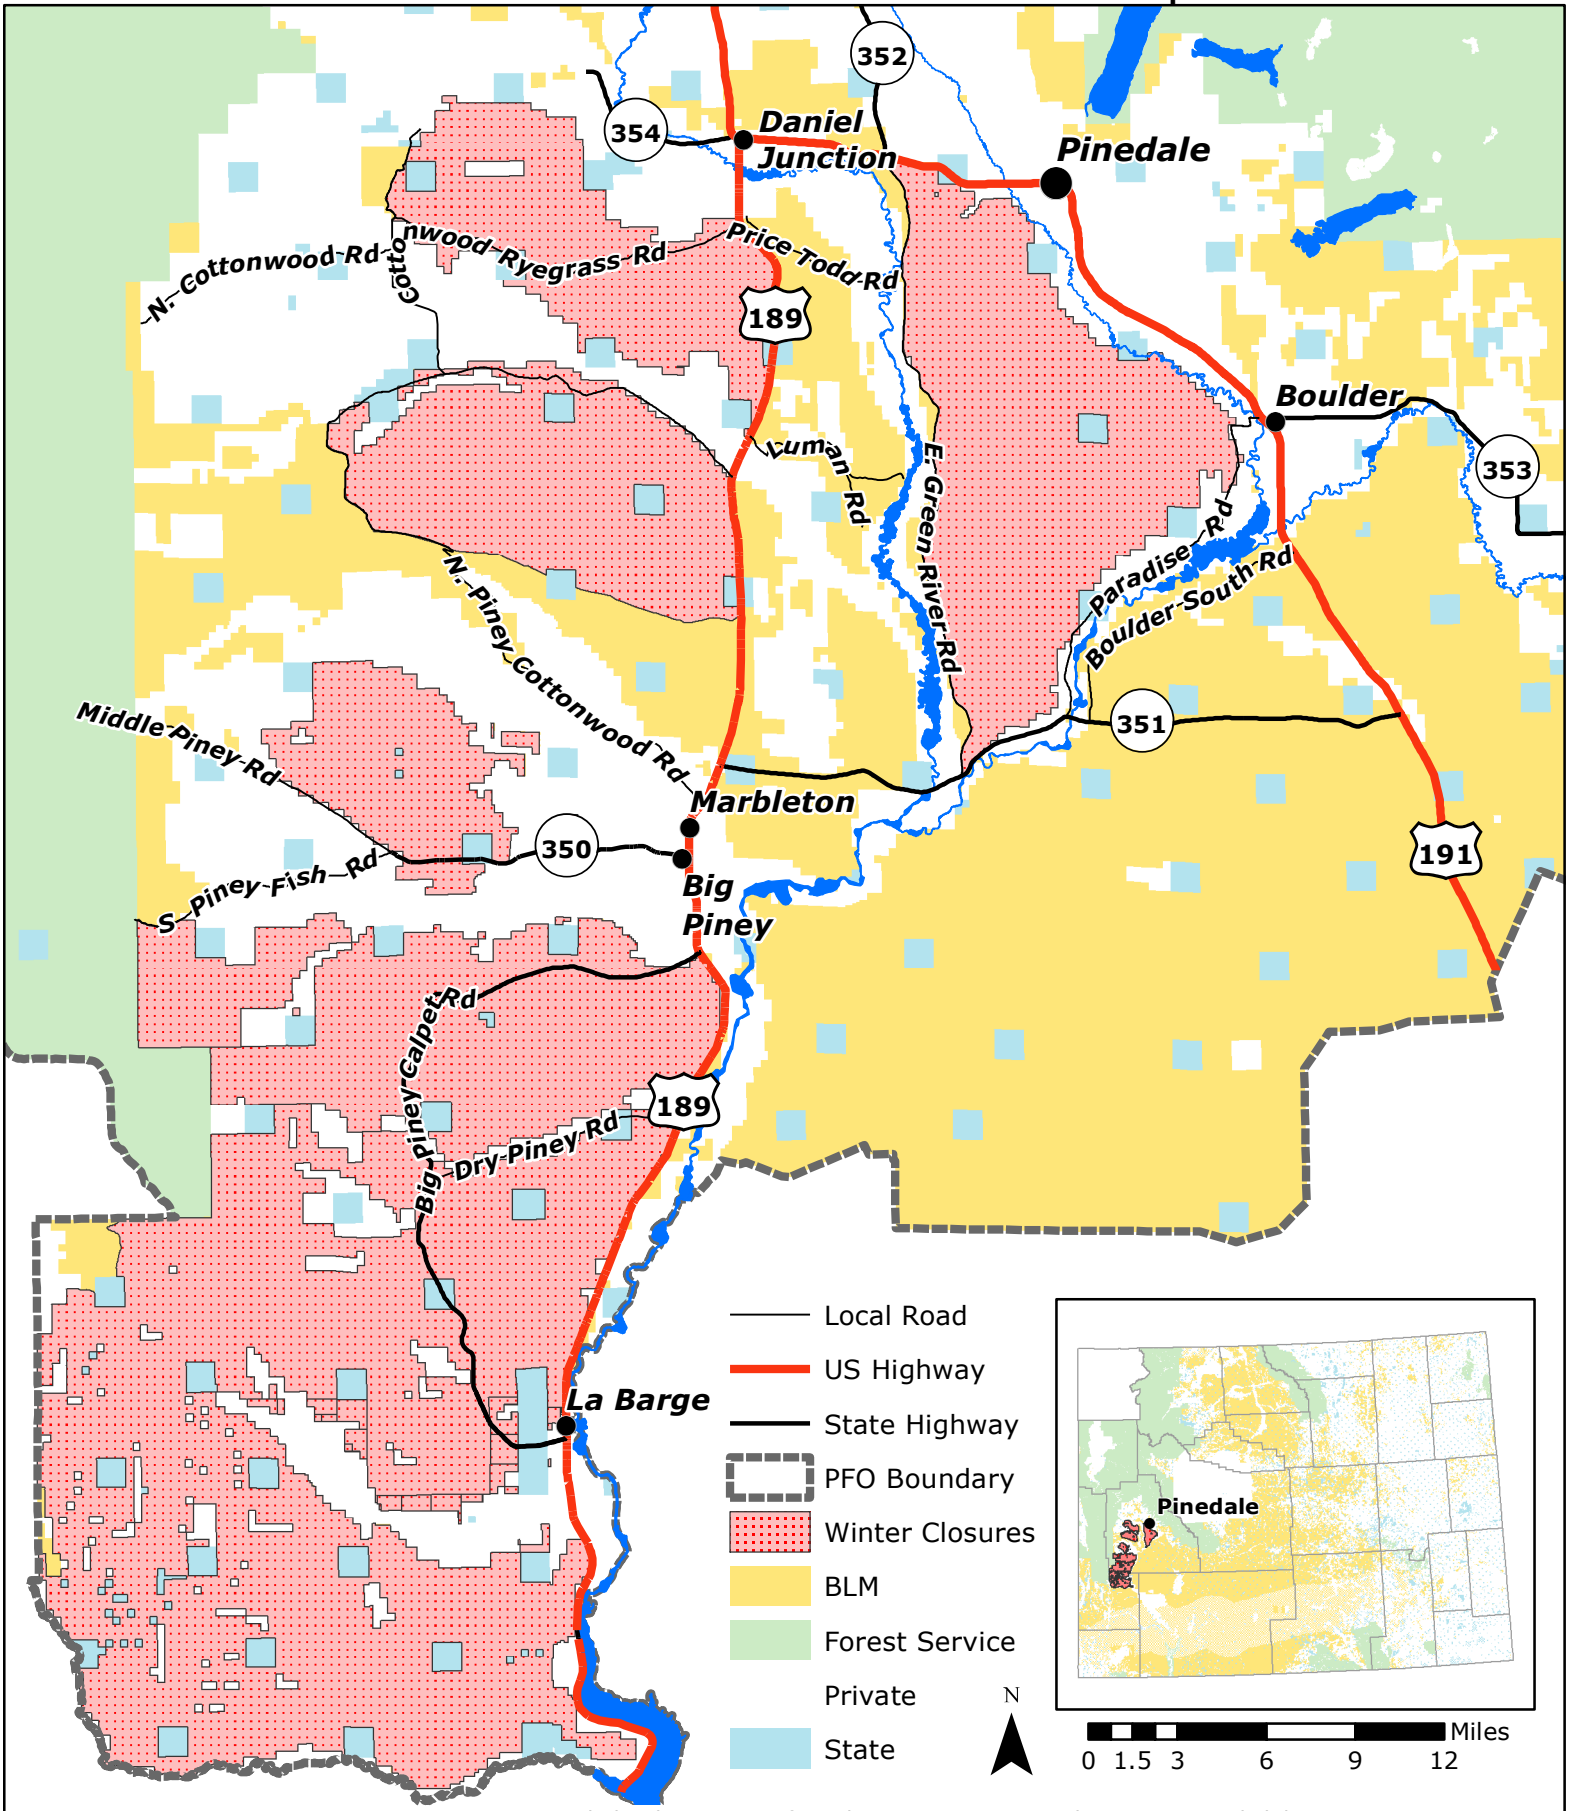 352
354
Daniel
Junction
Pinedale
N. Cottonwood Rd
Cottonwood Ryegrass Rd
Price Todd Rd
189
Boulder
353
Luman Rd
E. Green River Rd
Paradise Rd
Boulder South Rd
N. Piney Cottonwood Rd
Middle Piney Rd
351
Marbleton
350
191
S Piney Fish Rd
Big
Piney
Big Piney Calpet Rd
189
Dry Piney Rd
La Barge
Local Road
US Highway
State Highway
PFO Boundary
Winter Closures
BLM
Forest Service
Private
State
N
Pinedale
Miles
0 1.5 3 6 9 12